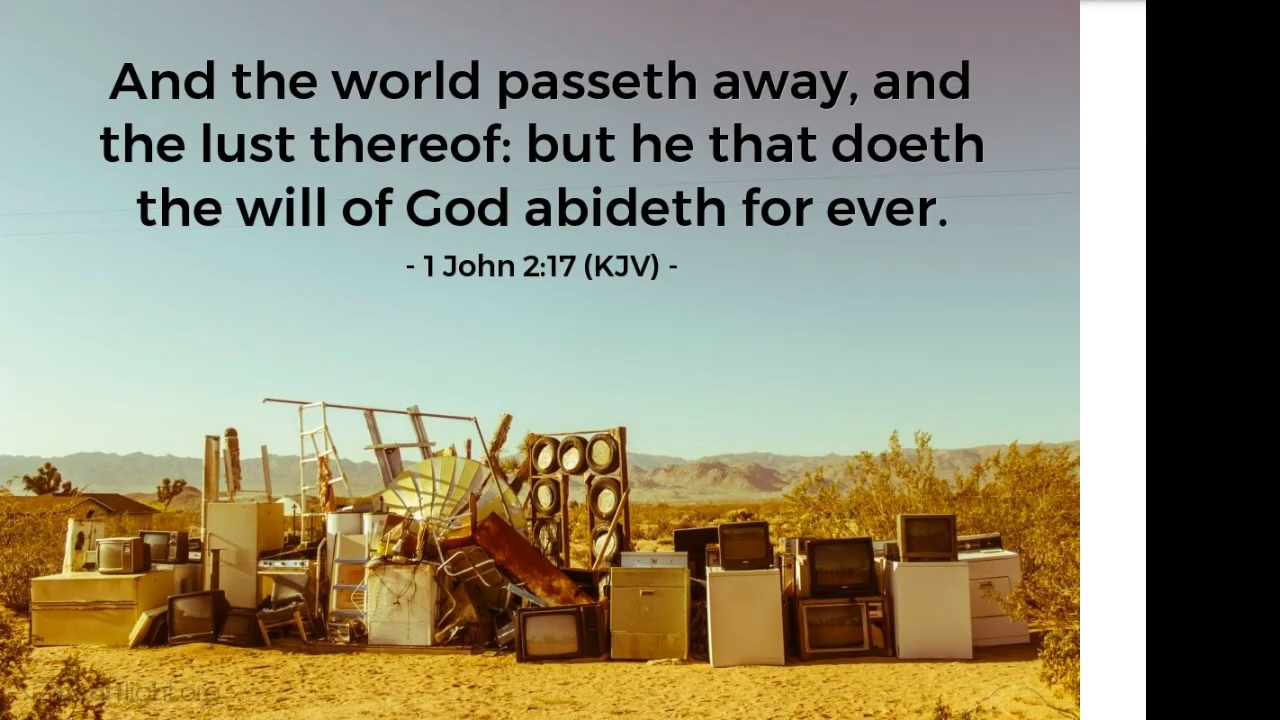 And the world passeth away, and
the lust thereof: but he that doeth
the will of God abideth for ever.
- 1 John 2:17 (KJV) -